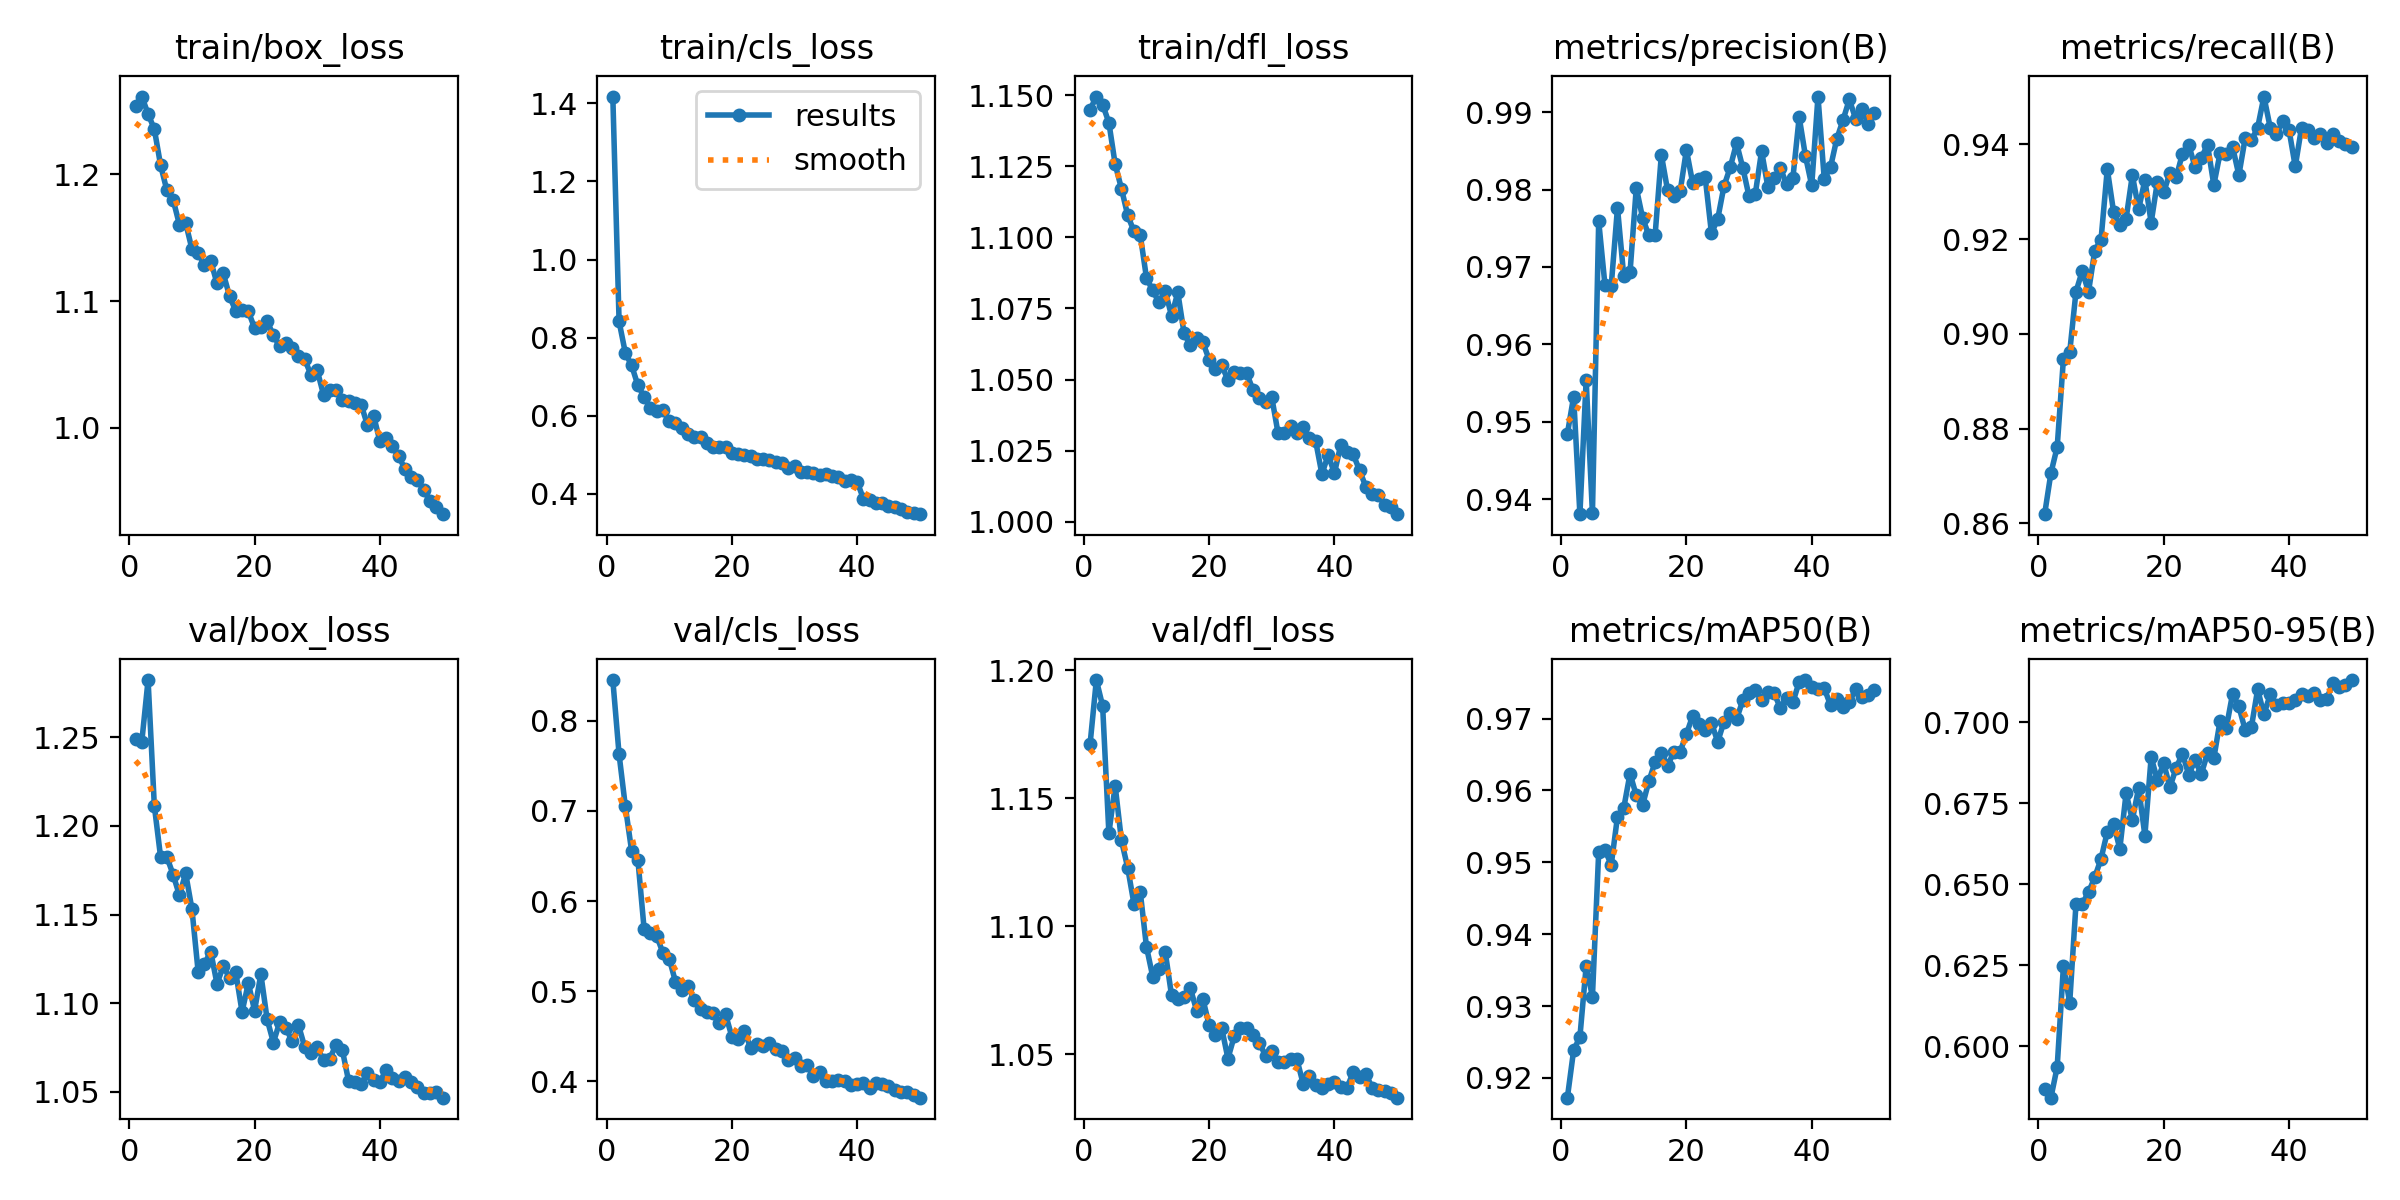 train/box_loss
1.2
1.1
1.0
0 20 40
train/cls_loss
results
smooth
1.4
1.2
1.0
0.8
0.6
0.4
0 20 40
train/dfl_loss
1.150
1.125
1.100
1.075
1.050
1.025
1.000
0 20 40
metrics/precision(B)
0.99
0.98
0.97
0.96
0.95
0.94
0 20 40
metrics/recall(B)
0.94
0.92
0.90
0.88
0.86
0 20 40
val/box_loss
1.25
1.20
1.15
1.10
1.05
0 20 40
val/cls_loss
0.8
0.7
0.6
0.5
0.4
0 20 40
val/dfl_loss
1.20
1.15
1.10
1.05
0 20 40
metrics/mAP50(B)
0.97
0.96
0.95
0.94
0.93
0.92
0 20 40
metrics/mAP50-95(B)
0.700
0.675
0.650
0.625
0.600
0 20 40